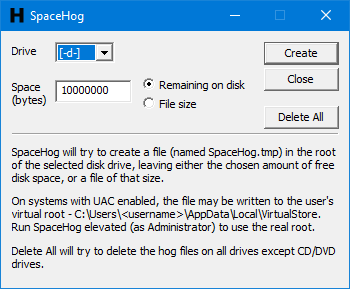 H SpaceHog
Drive
[-d-]
Create
Space
(bytes)
10000000
Remaining on disk
File size
Close
Delete All
SpaceHog will try to create a file (named SpaceHog.tmp) in the root
of the selected disk drive, leaving either the chosen amount of free
disk space, or a file of that size.
On systems with UAC enabled, the file may be written to the user's
virtual root - C:\Users\<username>\AppData\Local\VirtualStore.
Run SpaceHog elevated (as Administrator) to use the real root.
Delete All will try to delete the hog files on all drives except CD/DVD
drives.